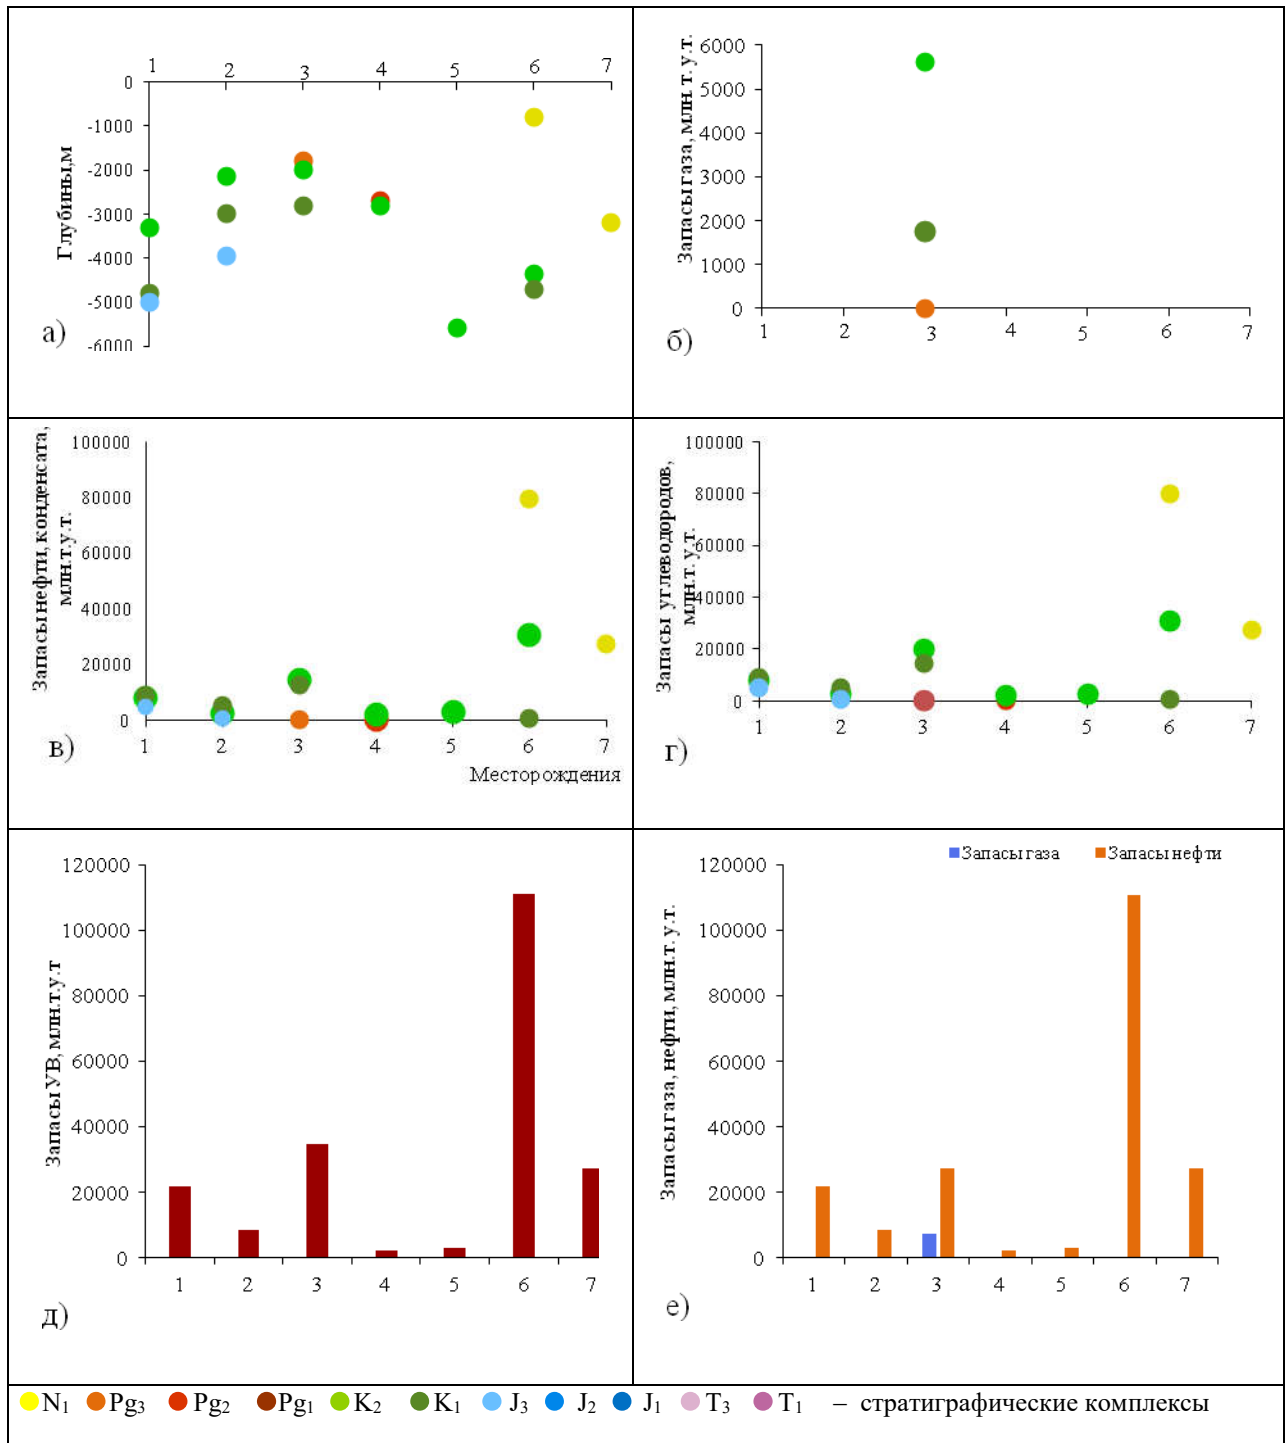 1 2 3 4 5 6 7
0
-1000
-2000
-3000
-4000
-5000
-6000
Глубины,м
а)
6000
5000
4000
3000
2000
1000
0
1 2 3 4 5 6 7
Запасы газа, млн. т. у.т.
б)
100000
80000
60000
40000
20000
0
1 2 3 4 5 6 7
Запасы нефти, конденсата,
млн.т.у.т.
Месторождения
в)
100000
80000
60000
40000
20000
0
1 2 3 4 5 6 7
Запасы углеводородов,
млн.т. у.т.
г)
120000
100000
80000
60000
40000
20000
0
1 2 3 4 5 6 7
Запасы УВ, млн.т.у.т
д)
Запасы газа Запасы нефти
120000
100000
80000
60000
40000
20000
0
1 2 3 4 5 6 7
Запасы газа, нефти, млн.т. у.т.
е)
N₁ Pg₃ Pg₂ Pg₁ K₂ K₁ J₃ J₂ J₁ T₃ T₁ – стратиграфические комплексы